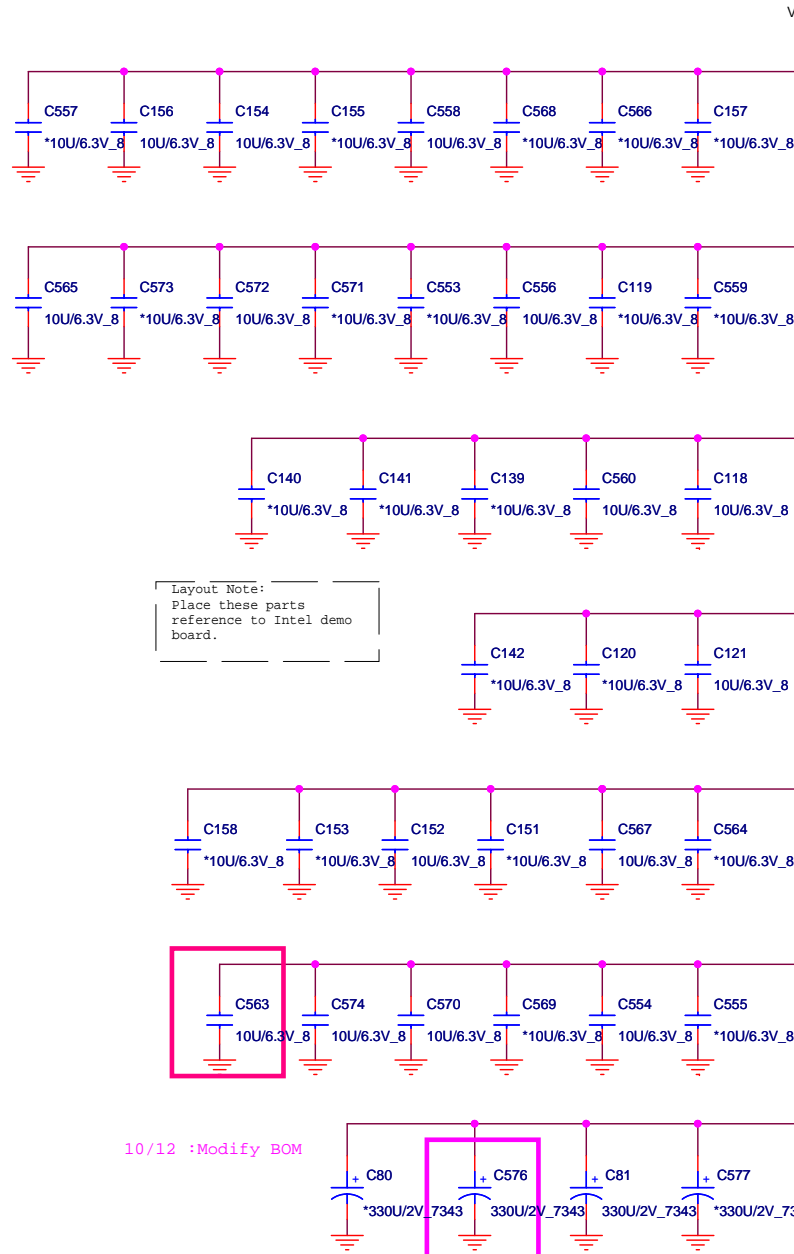 V
C557 C156 C154 C155 C558 C568 C566 C157
*10U/6.3V_8 10U/6.3V_8 10U/6.3V_8 *10U/6.3V_8 10U/6.3V_8 *10U/6.3V_8 *10U/6.3V_8 *10U/6.3V_8
C565 C573 C572 C571 C553 C556 C119 C559
10U/6.3V_8 *10U/6.3V_8 10U/6.3V_8 *10U/6.3V_8 *10U/6.3V_8 10U/6.3V_8 *10U/6.3V_8 *10U/6.3V_8
C140 C141 C139 C560 C118
*10U/6.3V_8 *10U/6.3V_8 *10U/6.3V_8 10U/6.3V_8 10U/6.3V_8
Layout Note:
Place these parts
reference to Intel demo
board.
C142 C120 C121
*10U/6.3V_8 *10U/6.3V_8 10U/6.3V_8
C158 C153 C152 C151 C567 C564
*10U/6.3V_8 *10U/6.3V_8 10U/6.3V_8 *10U/6.3V_8 10U/6.3V_8 *10U/6.3V_8
C563 C574 C570 C569 C554 C555
10U/6.3V_8 10U/6.3V_8 10U/6.3V_8 *10U/6.3V_8 10U/6.3V_8 *10U/6.3V_8
10/12 :Modify BOM
+ C80 + C576 + C81 + C577
*330U/2V_7343 330U/2V_7343 330U/2V_7343 *330U/2V_73